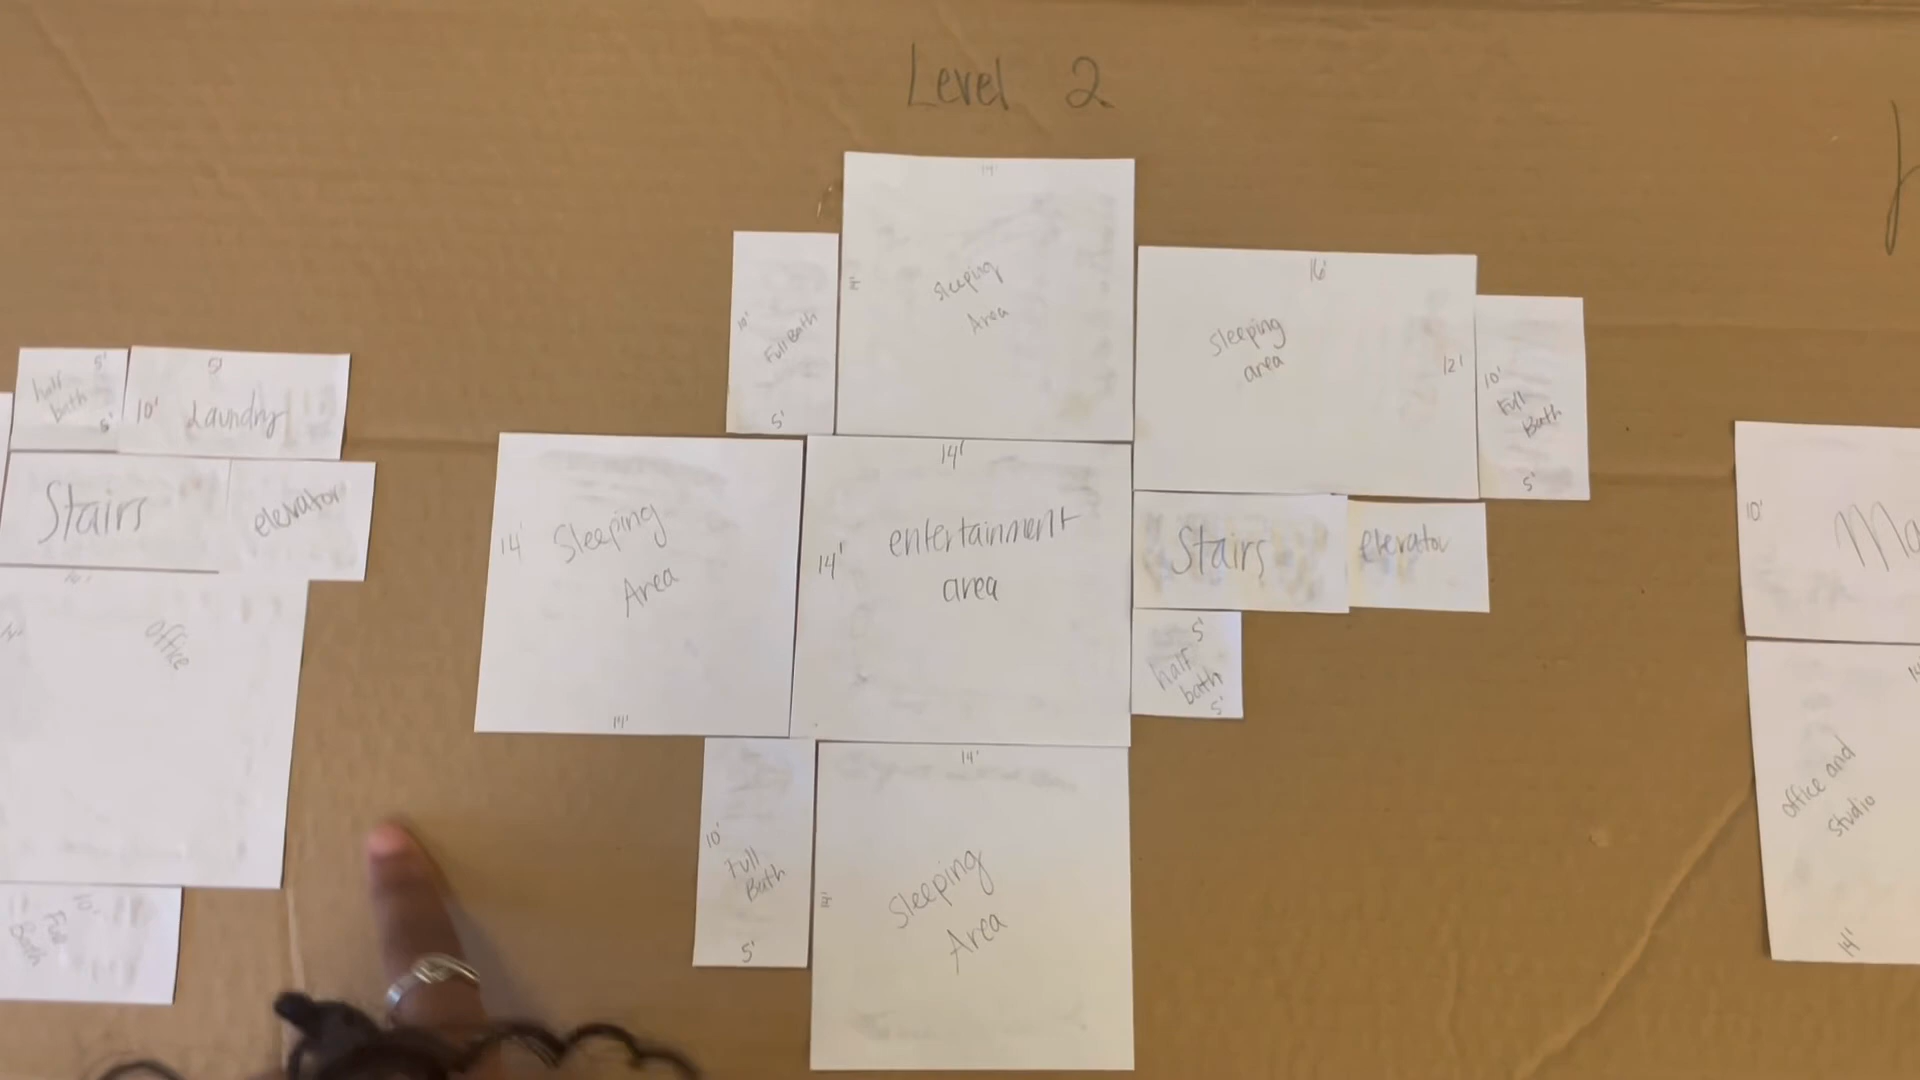 Level 2
14'
14'
sleeping
Area
10'
Full Bath
5'
16'
sleeping
area
12'
10'
Full
Bath
5'
half
bath
5'
5'
5'
10'
Laundry
Stairs
elevator
office
Bath
14'
Sleeping
Area
14'
14'
14'
entertainment
area
Stairs
elevator
5'
half
bath
5'
10'
Full
Bath
5'
14'
14'
Sleeping
Area
10'
office and
studio
14'